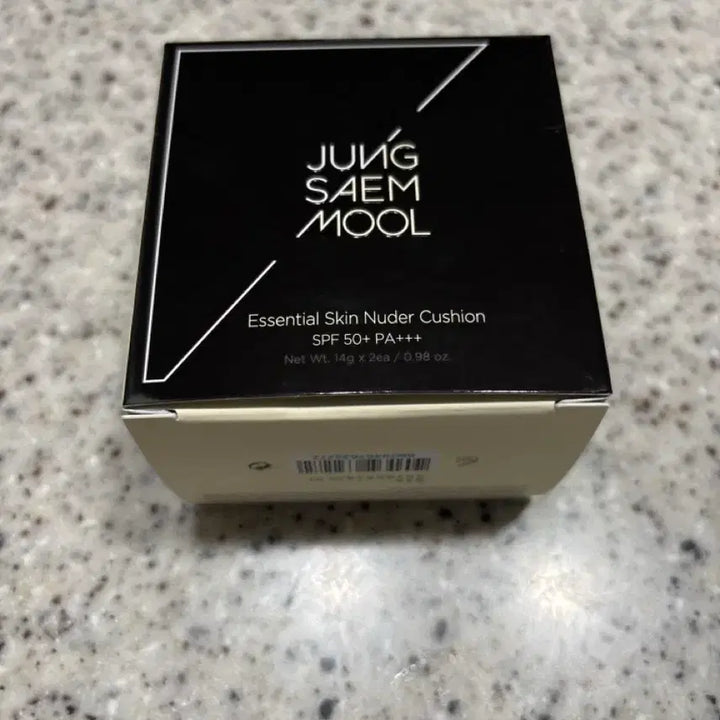 JUNG
SAEM
MOOL
Essential Skin Nuder Cushion
SPF 50+ PA+++
Net Wt. 14g x 2ea / 0.98 oz.